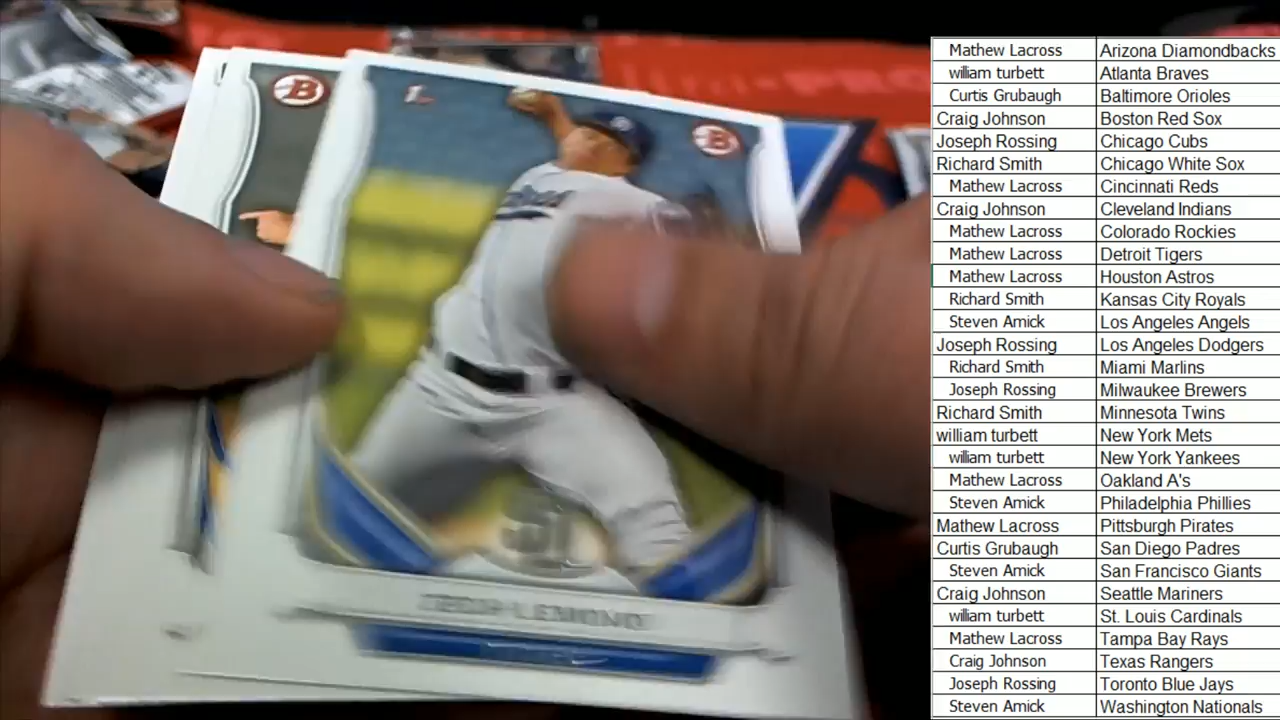 Mathew Lacross Arizona Diamondbacks
william turbett Atlanta Braves
Curtis Grubaugh Baltimore Orioles
Craig Johnson Boston Red Sox
Joseph Rossing Chicago Cubs
Richard Smith Chicago White Sox
Mathew Lacross Cincinnati Reds
Craig Johnson Cleveland Indians
Mathew Lacross Colorado Rockies
Mathew Lacross Detroit Tigers
Mathew Lacross Houston Astros
Richard Smith Kansas City Royals
Steven Amick Los Angeles Angels
Joseph Rossing Los Angeles Dodgers
Richard Smith Miami Marlins
Joseph Rossing Milwaukee Brewers
Richard Smith Minnesota Twins
william turbett New York Mets
william turbett New York Yankees
Mathew Lacross Oakland A's
Steven Amick Philadelphia Phillies
Mathew Lacross Pittsburgh Pirates
Curtis Grubaugh San Diego Padres
Steven Amick San Francisco Giants
Craig Johnson Seattle Mariners
william turbett St. Louis Cardinals
Mathew Lacross Tampa Bay Rays
Craig Johnson Texas Rangers
Joseph Rossing Toronto Blue Jays
Steven Amick Washington Nationals
B
B